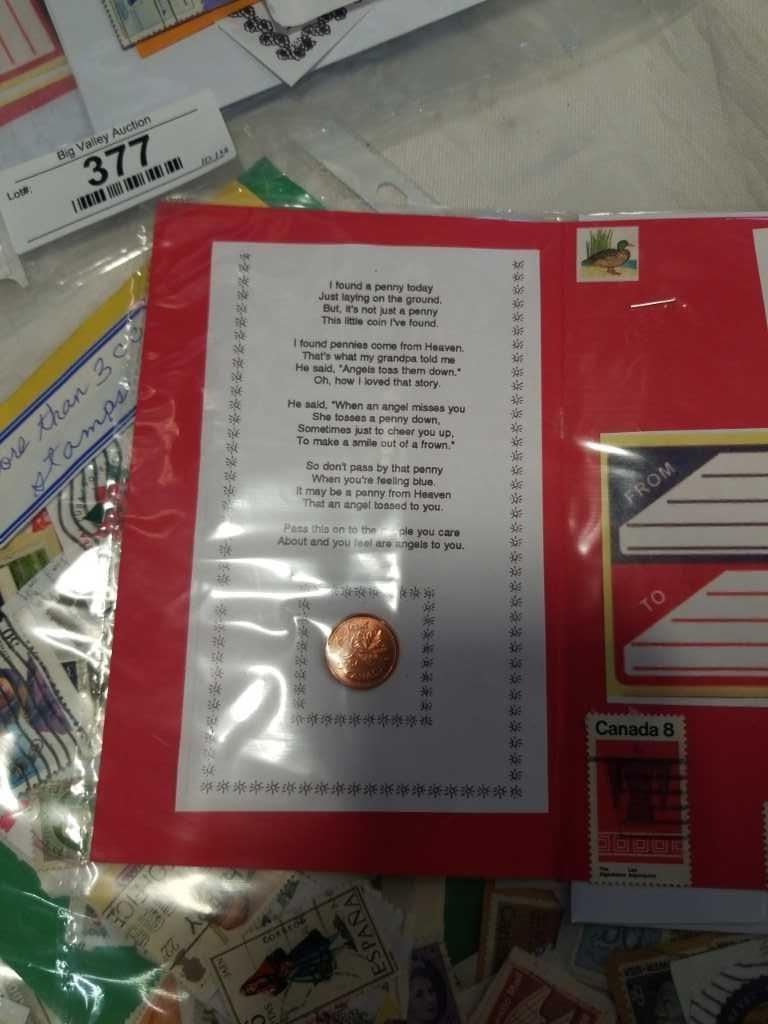 Big Valley Auction
Lot#:
377
10-158
I found a penny today
Just laying on the ground.
But, it's not just a penny
This little coin I've found.
I found pennies come from Heaven.
That's what my grandpa told me
He said, "Angels toss them down."
Oh, how I loved that story.
He said, "When an angel misses you
She tosses a penny down,
Sometimes just to cheer you up,
To make a smile out of a frown."
So don't pass by that penny
When you're feeling blue.
It may be a penny from Heaven
That an angel tossed to you.
Pass this on to the people you care
About and you feel are angels to you.
than 3
stamps
FROM
TO
Canada 8
ESPAÑA